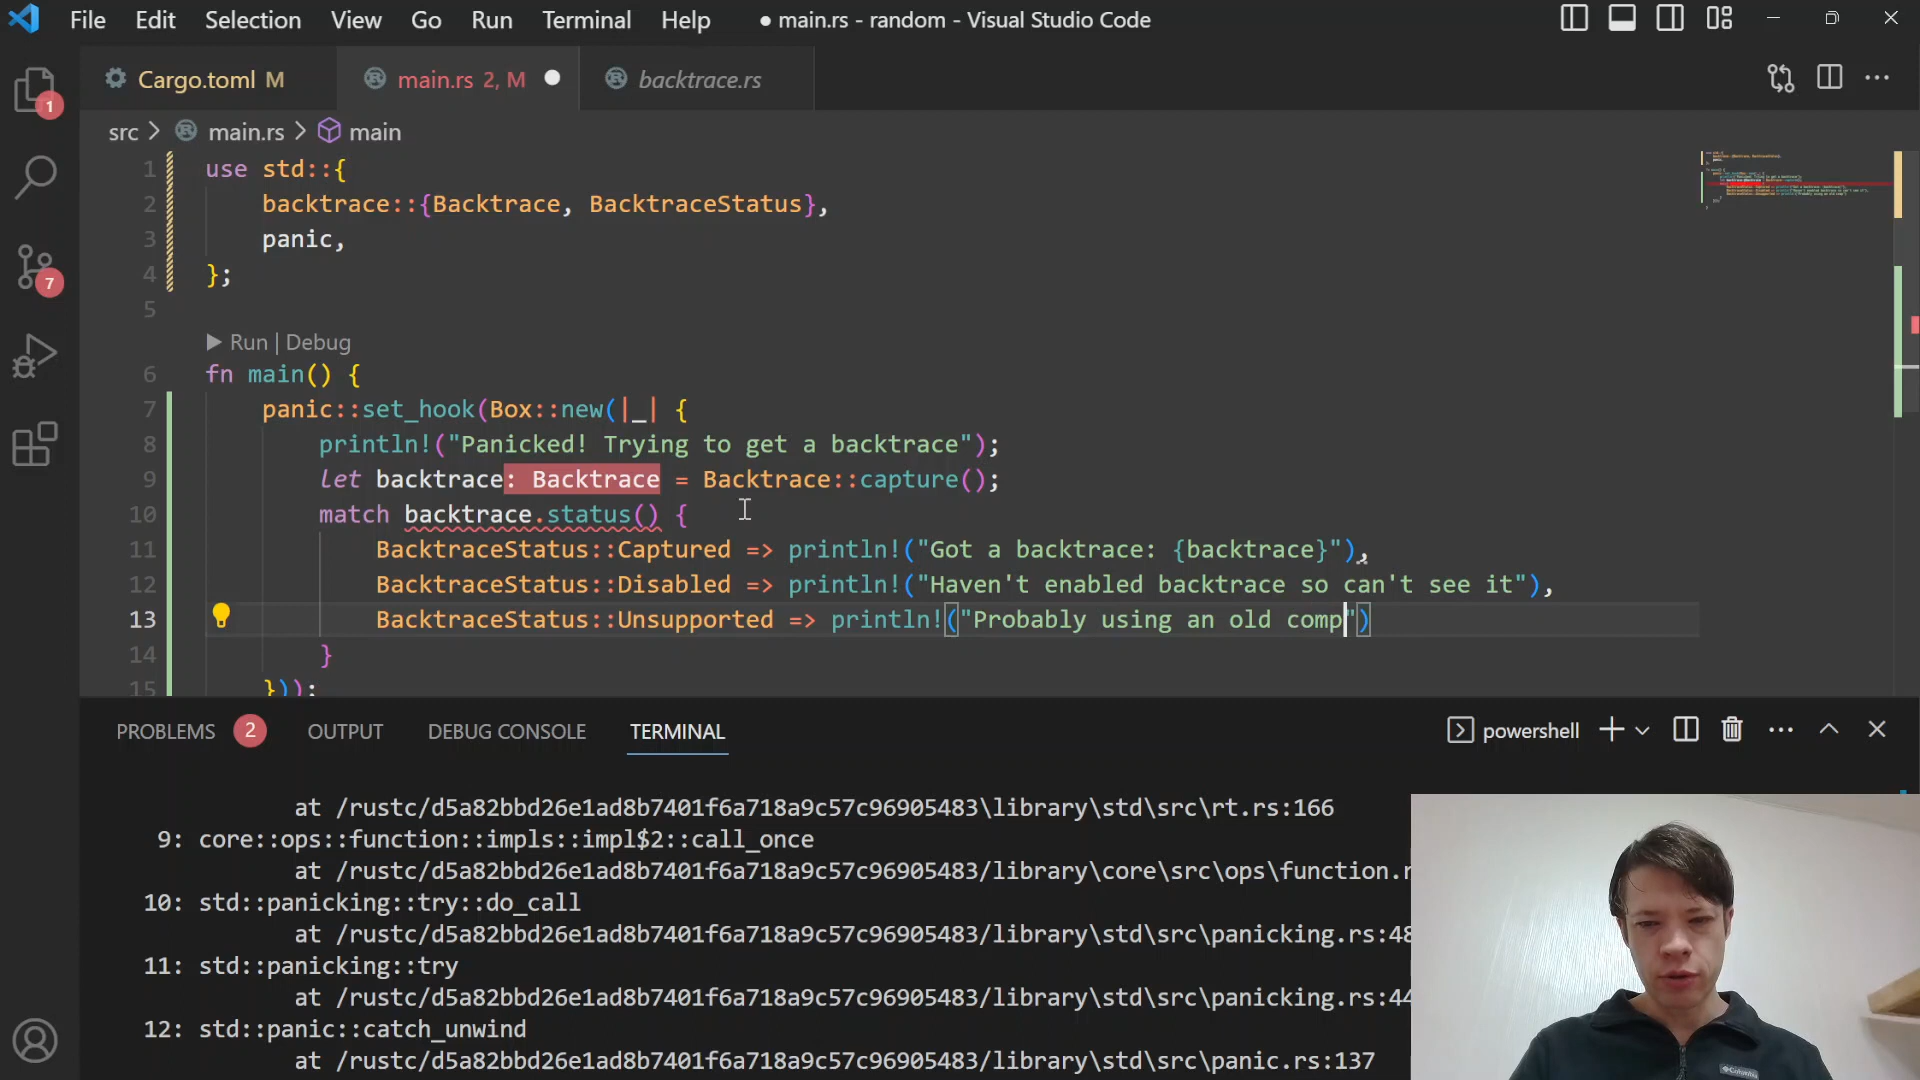 File Edit Selection View Go Run Terminal Help ● main.rs - random - Visual Studio Code
Cargo.toml M main.rs 2, M backtrace.rs
1
src > main.rs > main
1 use std::{
2 backtrace::{Backtrace, BacktraceStatus},
3 panic,
4 };
7
5
Run | Debug
6 fn main() {
7 panic::set_hook(Box::new(|_| {
8 println!("Panicked! Trying to get a backtrace");
9 let backtrace: Backtrace = Backtrace::capture();
10 match backtrace.status() {
11 BacktraceStatus::Captured => println!("Got a backtrace: {backtrace}"),
12 BacktraceStatus::Disabled => println!("Haven't enabled backtrace so can't see it"),
13 BacktraceStatus::Unsupported => println!("Probably using an old comp")
14 }
15 }));
PROBLEMS 2 OUTPUT DEBUG CONSOLE TERMINAL powershell
at /rustc/d5a82bbd26e1ad8b7401f6a718a9c57c96905483\library\std\src\rt.rs:166
9: core::ops::function::impls::impl$2::call_once
at /rustc/d5a82bbd26e1ad8b7401f6a718a9c57c96905483/library\core\src\ops\function.r
10: std::panicking::try::do_call
at /rustc/d5a82bbd26e1ad8b7401f6a718a9c57c96905483/library\std\src\panicking.rs:48
11: std::panicking::try
at /rustc/d5a82bbd26e1ad8b7401f6a718a9c57c96905483/library\std\src\panicking.rs:44
12: std::panic::catch_unwind
at /rustc/d5a82bbd26e1ad8b7401f6a718a9c57c96905483/library\std\src\panic.rs:137
Columbia